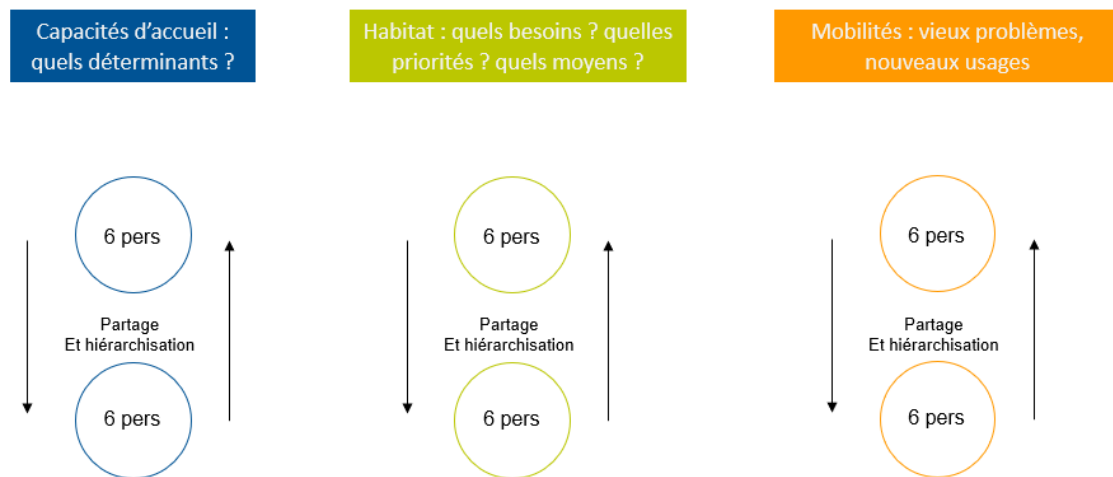 Capacités d’accueil :
quels déterminants ?
Habitat : quels besoins ? quelles
priorités ? quels moyens ?
Mobilités : vieux problèmes,
nouveaux usages
6 pers
6 pers
6 pers
Partage
Et hiérarchisation
Partage
Et hiérarchisation
Partage
Et hiérarchisation
6 pers
6 pers
6 pers